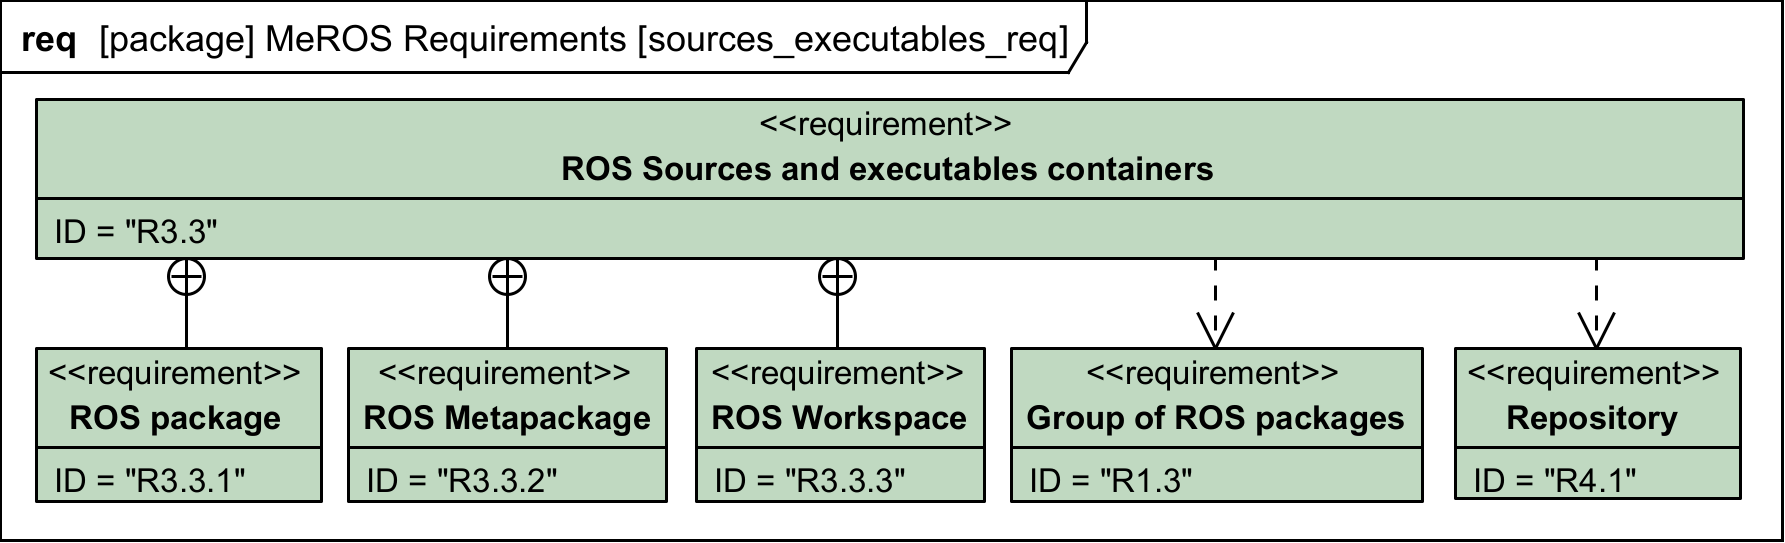 req [package] MeROS Requirements [sources_executables_req]
<<requirement>>
ROS Sources and executables containers
ID = "R3.3"
<<requirement>>
ROS package
ID = "R3.3.1"
<<requirement>>
ROS Metapackage
ID = "R3.3.2"
<<requirement>>
ROS Workspace
ID = "R3.3.3"
<<requirement>>
Group of ROS packages
ID = "R1.3"
<<requirement>>
Repository
ID = "R4.1"